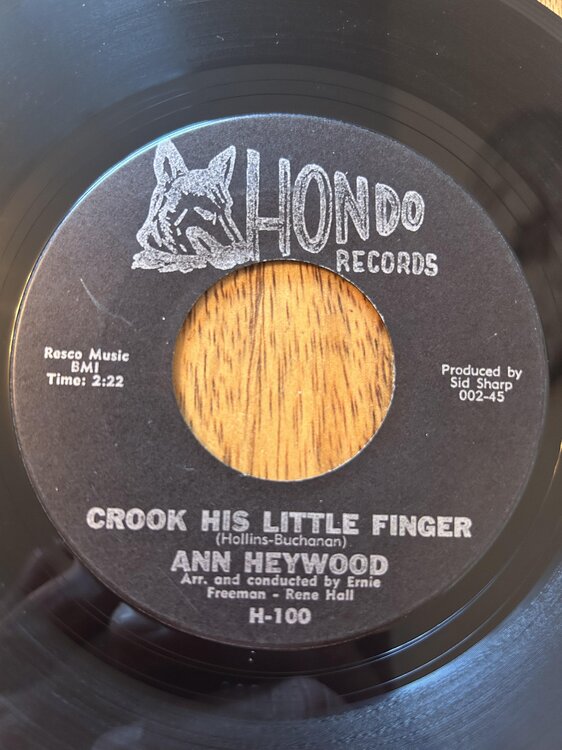 HONDO
RECORDS
Resco Music
BMI
Time: 2:22
Produced by
Sid Sharp
002-45
CROOK HIS LITTLE FINGER
(Hollins-Buchanan)
ANN HEYWOOD
Arr. and conducted by Ernie
Freeman - Rene Hall
H-100